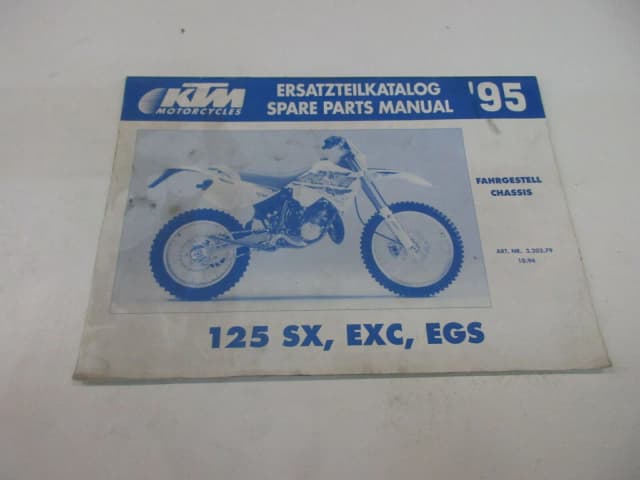 KTM
MOTORCYCLES
ERSATZTEILKATALOG
SPARE PARTS MANUAL
'95
FAHRGESTELL
CHASSIS
ART. NR. 3.205.79
10.94
125 SX, EXC, EGS